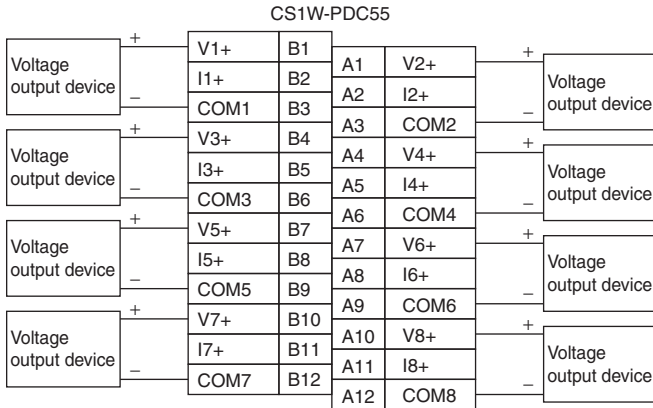 CS1W-PDC55
Voltage
output device
+
–
V1+ B1
I1+ B2
COM1 B3
A1 V2+
A2 I2+
A3 COM2
+
–
Voltage
output device
Voltage
output device
+
–
V3+ B4
I3+ B5
COM3 B6
A4 V4+
A5 I4+
A6 COM4
+
–
Voltage
output device
Voltage
output device
+
–
V5+ B7
I5+ B8
COM5 B9
A7 V6+
A8 I6+
A9 COM6
+
–
Voltage
output device
Voltage
output device
+
–
V7+ B10
I7+ B11
COM7 B12
A10 V8+
A11 I8+
A12 COM8
+
–
Voltage
output device